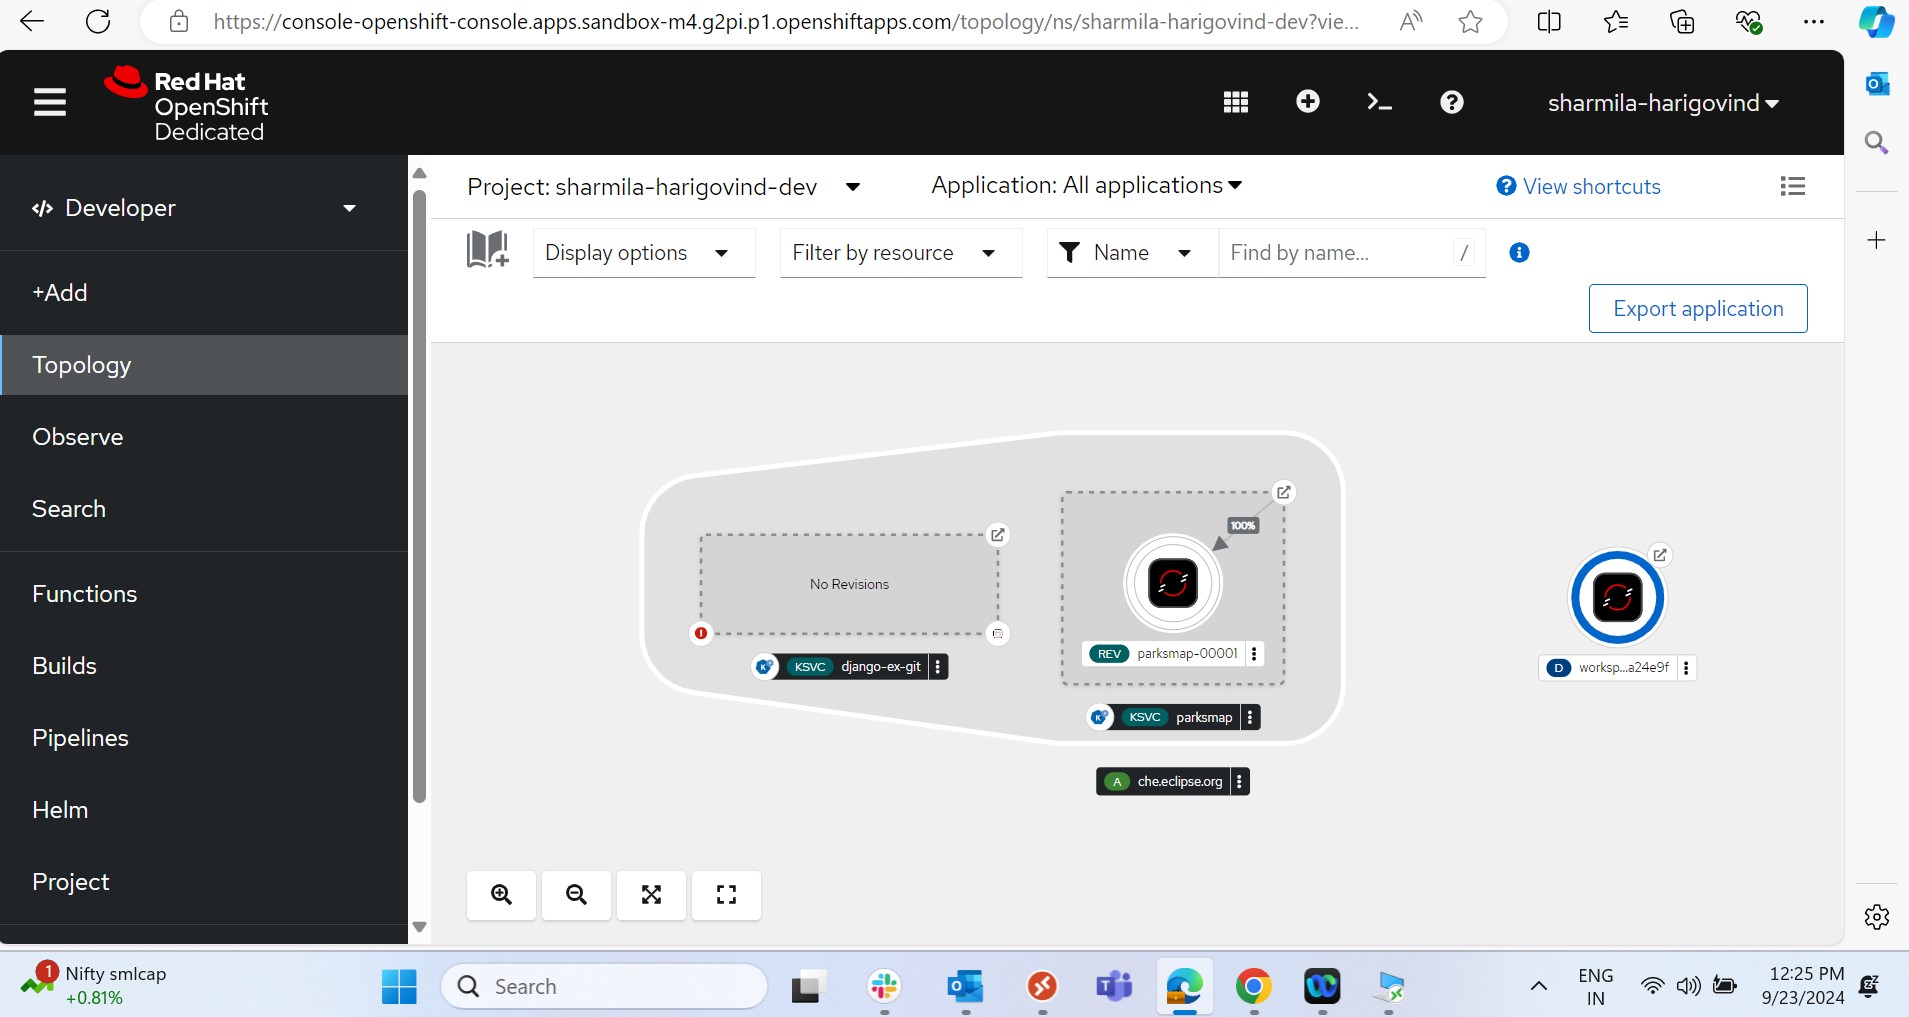 https://console-openshift-console.apps.sandbox-m4.g2pi.p1.openshiftapps.com/topology/ns/sharmila-harigovind-dev?vie...
Red Hat
OpenShift
Dedicated
sharmila-harigovind
Developer
+Add
Topology
Observe
Search
Functions
Builds
Pipelines
Helm
Project
Project: sharmila-harigovind-dev
Application: All applications
View shortcuts
Display options
Filter by resource
Name
Find by name...
/
Export application
No Revisions
KSVC django-ex-git
100%
REV parksmap-00001
KSVC parksmap
A che.eclipse.org
D worksp...a24e9f
1
Nifty smlcap
+0.81%
Search
ENG
IN
12:25 PM
9/23/2024